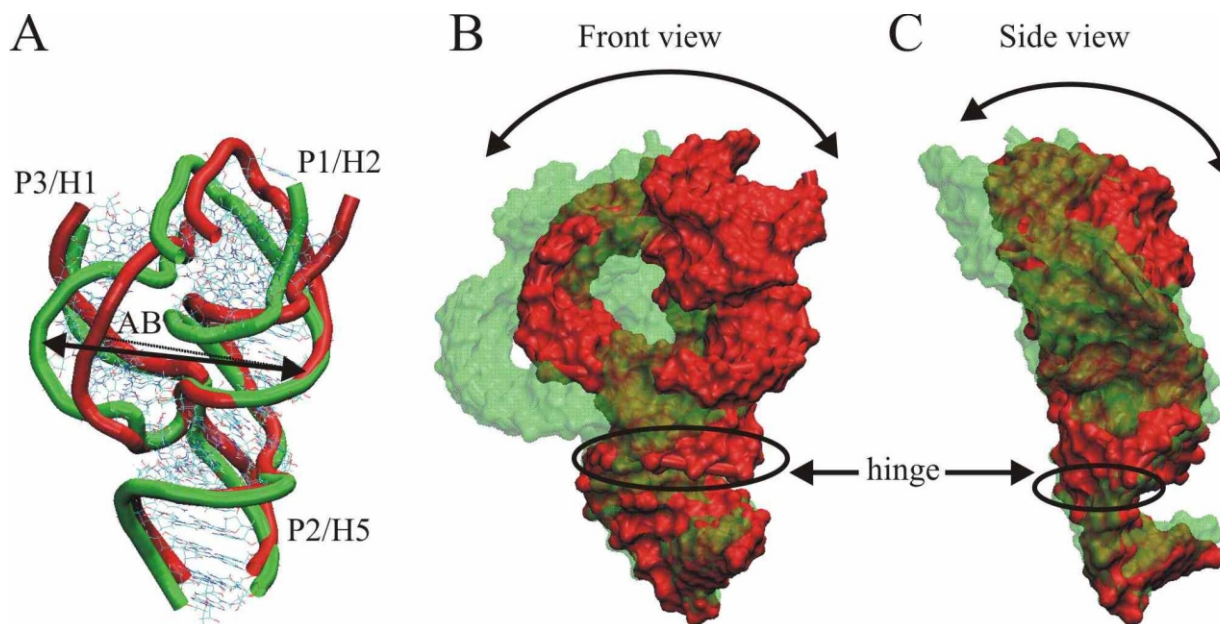 A
B
Front view
C
Side view
P3/H1
P1/H2
AB
hinge
P2/H5